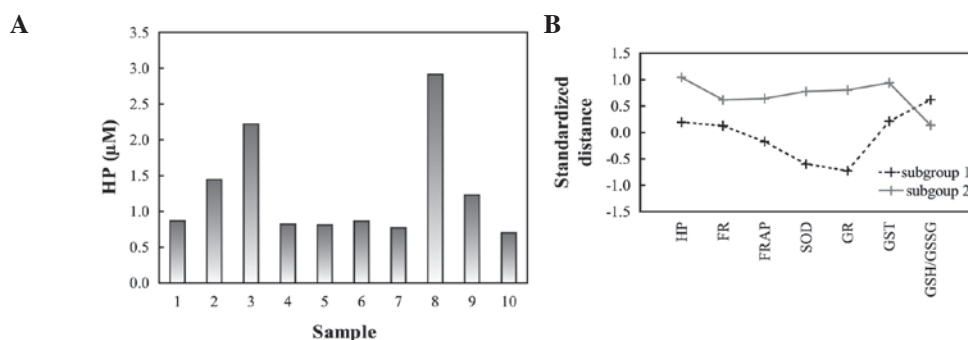 A
HP (µM)
3.5
3.0
2.5
2.0
1.5
1.0
0.5
0.0
1 2 3 4 5 6 7 8 9 10
Sample
B
Standardized
distance
1.5
1.0
0.5
0.0
-0.5
-1.0
-1.5
subgroup 1
subgoup 2
HP
FR
FRAP
SOD
GR
GST
GSH/GSSG